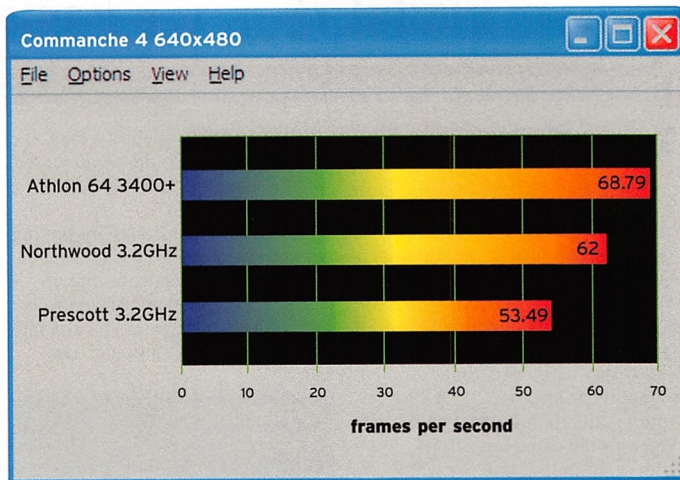 Commanche 4 640x480
File Options View Help
Athlon 64 3400+ 68.79
Northwood 3.2GHz 62
Prescott 3.2GHz 53.49
0 10 20 30 40 50 60 70
frames per second